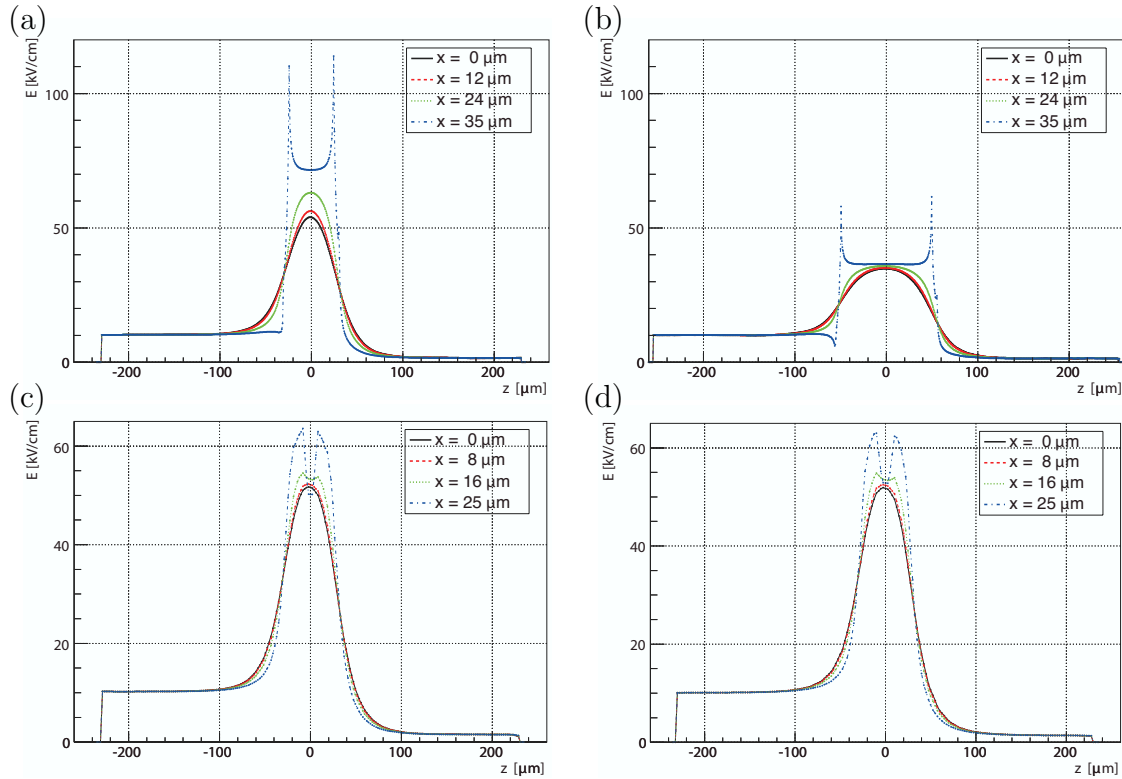 (a)
E [kV/cm]
x = 0 μm
x = 12 μm
x = 24 μm
x = 35 μm
100
50
0
-200
-100
0
100
200
z [μm]
(b)
E [kV/cm]
x = 0 μm
x = 12 μm
x = 24 μm
x = 35 μm
100
50
0
-200
-100
0
100
200
z [μm]
(c)
E [kV/cm]
x = 0 μm
x = 8 μm
x = 16 μm
x = 25 μm
60
40
20
0
-200
-100
0
100
200
z [μm]
(d)
E [kV/cm]
x = 0 μm
x = 8 μm
x = 16 μm
x = 25 μm
60
40
20
0
-200
-100
0
100
200
z [μm]